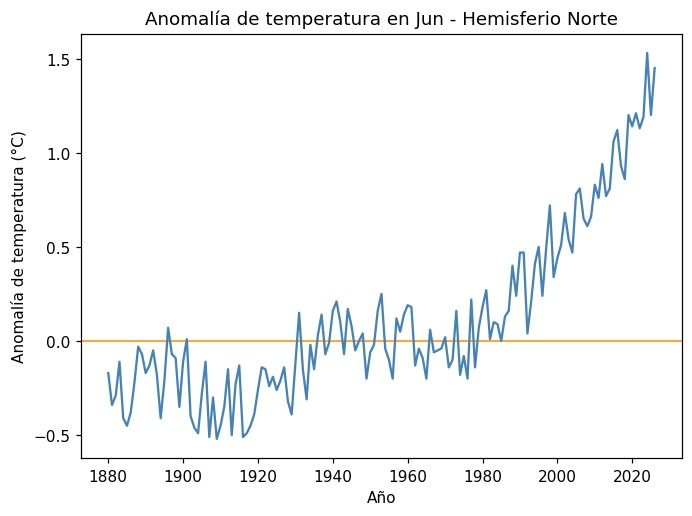 Anomalía de temperatura en Jun - Hemisferio Norte
Anomalía de temperatura (°C)
1.5
1.0
0.5
0.0
−0.5
1880 1900 1920 1940 1960 1980 2000 2020
Año